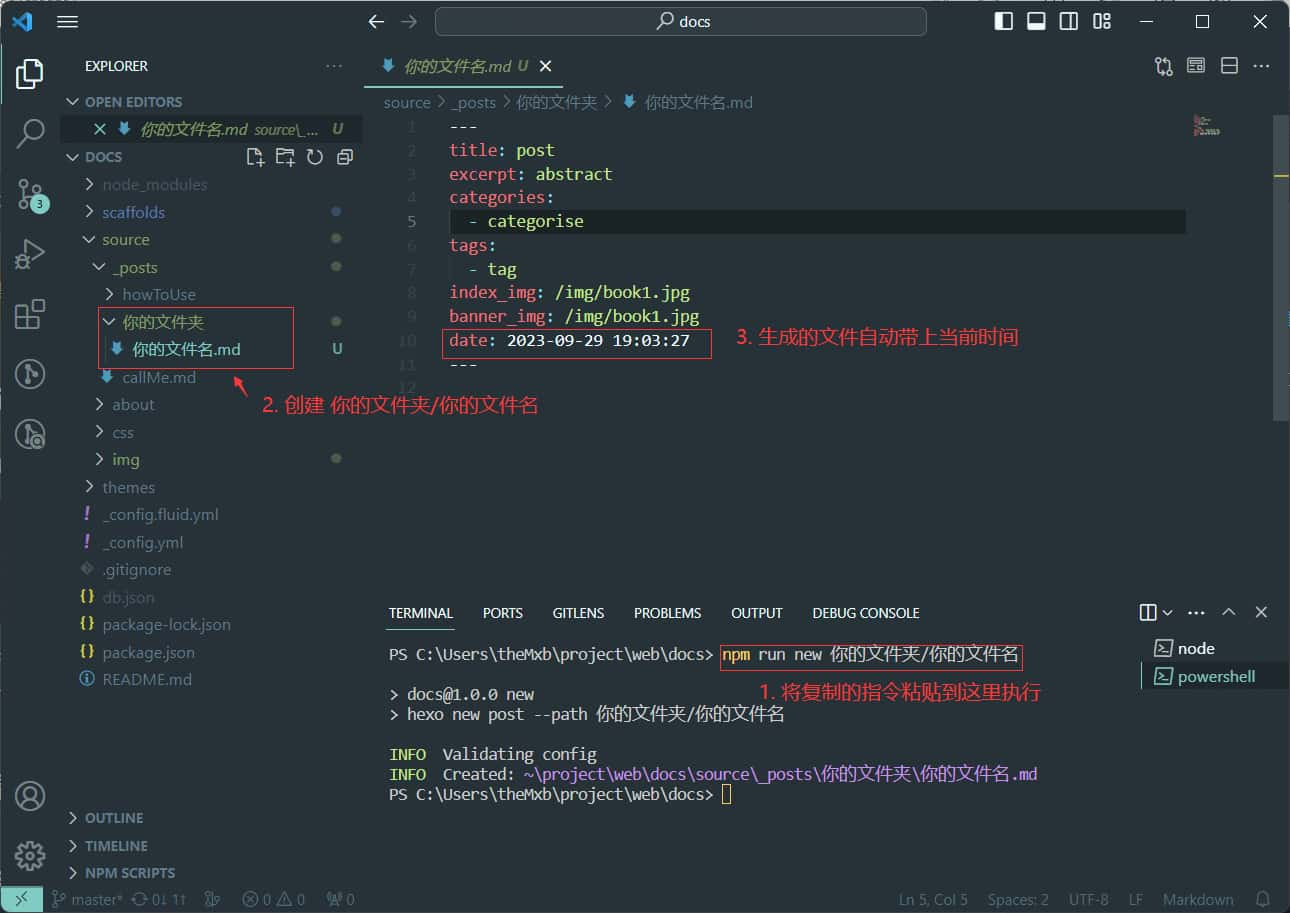 docs
EXPLORER
你的文件名.md U
OPEN EDITORS
你的文件名.md source\_... U
source > _posts > 你的文件夹 > 你的文件名.md
DOCS
node_modules
scaffolds
source
_posts
howToUse
你的文件夹
你的文件名.md U
callMe.md
about
css
img
themes
_config.fluid.yml
_config.yml
.gitignore
db.json
package-lock.json
package.json
README.md
OUTLINE
TIMELINE
NPM SCRIPTS
3
1 ---
2 title: post
3 excerpt: abstract
4 categories:
5 - categorise
6 tags:
7 - tag
8 index_img: /img/book1.jpg
9 banner_img: /img/book1.jpg
10 date: 2023-09-29 19:03:27
11 ---
12
3. 生成的文件自动带上当前时间
2. 创建 你的文件夹/你的文件名
TERMINAL PORTS GITLENS PROBLEMS OUTPUT DEBUG CONSOLE
PS C:\Users\theMxb\project\web\docs> npm run new 你的文件夹/你的文件名
1. 将复制的指令粘贴到这里执行
> docs@1.0.0 new
> hexo new post --path 你的文件夹/你的文件名
INFO Validating config
INFO Created: ~\project\web\docs\source\_posts\你的文件夹\你的文件名.md
PS C:\Users\theMxb\project\web\docs>
node
powershell
master* 0↓ 1↑ 0 0 0 Ln 5, Col 5 Spaces: 2 UTF-8 LF Markdown